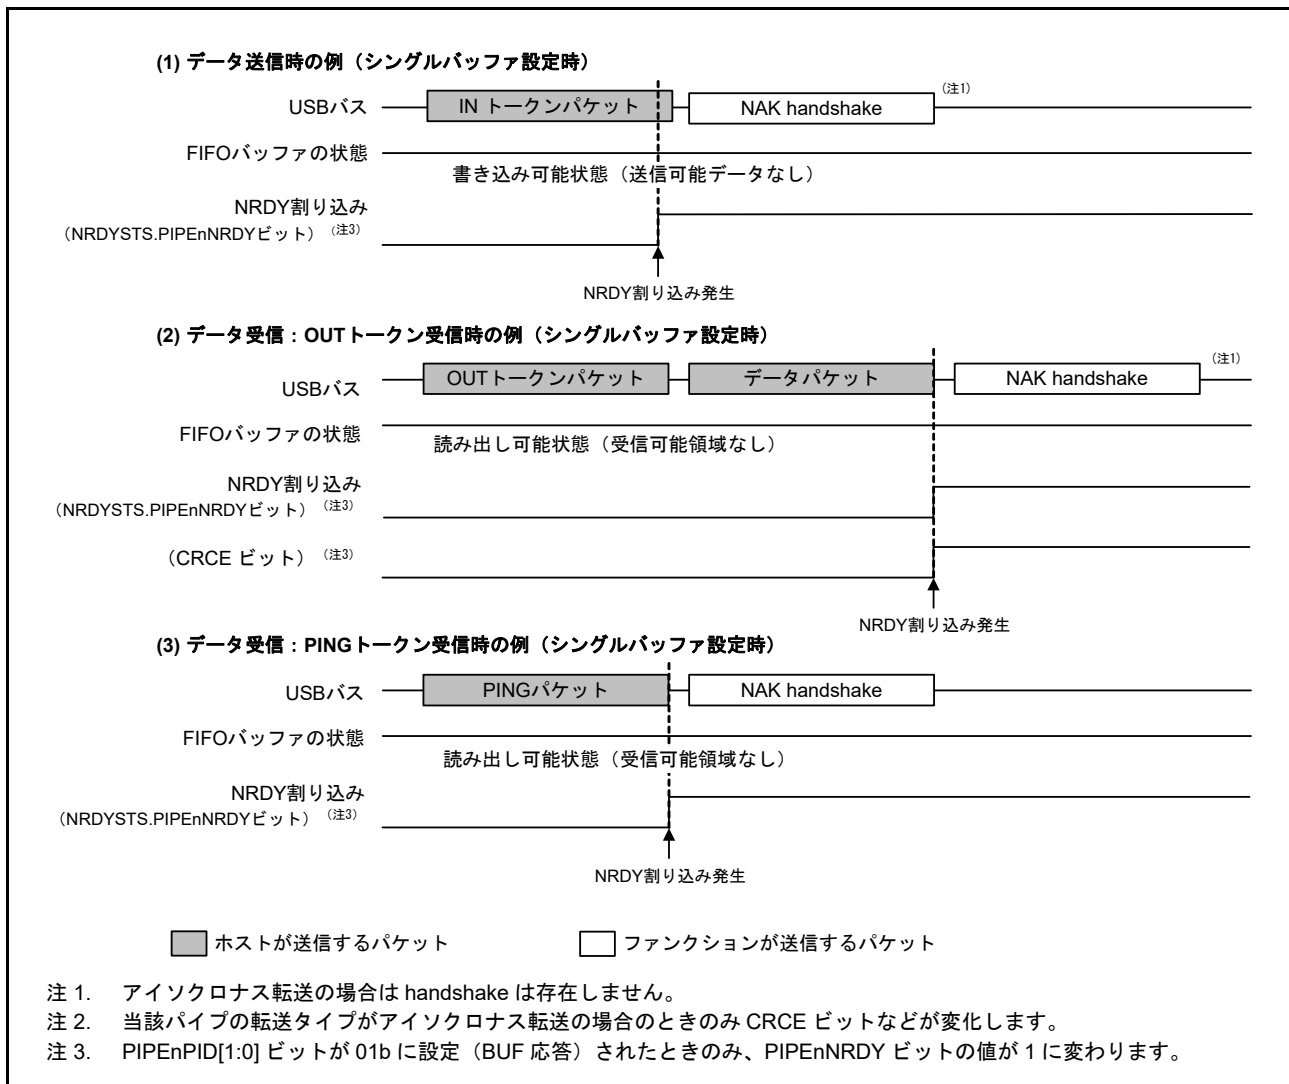 (1) データ送信時の例（シングルバッファ設定時）
USBバス
IN トークンパケット
NAK handshake
(注1)
FIFOバッファの状態
書き込み可能状態（送信可能データなし）
NRDY割り込み
（NRDYSTS.PIPEnNRDYビット）（注3）
NRDY割り込み発生
(2) データ受信：OUTトークン受信時の例（シングルバッファ設定時）
USBバス
OUTトークンパケット
データパケット
NAK handshake
(注1)
FIFOバッファの状態
読み出し可能状態（受信可能領域なし）
NRDY割り込み
（NRDYSTS.PIPEnNRDYビット）（注3）
（CRCE ビット）（注3）
NRDY割り込み発生
(3) データ受信：PINGトークン受信時の例（シングルバッファ設定時）
USBバス
PINGパケット
NAK handshake
FIFOバッファの状態
読み出し可能状態（受信可能領域なし）
NRDY割り込み
（NRDYSTS.PIPEnNRDYビット）（注3）
NRDY割り込み発生
ホストが送信するパケット
ファンクションが送信するパケット
注 1. アイソクロナス転送の場合は handshake は存在しません。
注 2. 当該パイプの転送タイプがアイソクロナス転送の場合のときのみ CRCE ビットなどが変化します。
注 3. PIPEnPID[1:0] ビットが 01b に設定（BUF 応答）されたときのみ、PIPEnNRDY ビットの値が 1 に変わります。